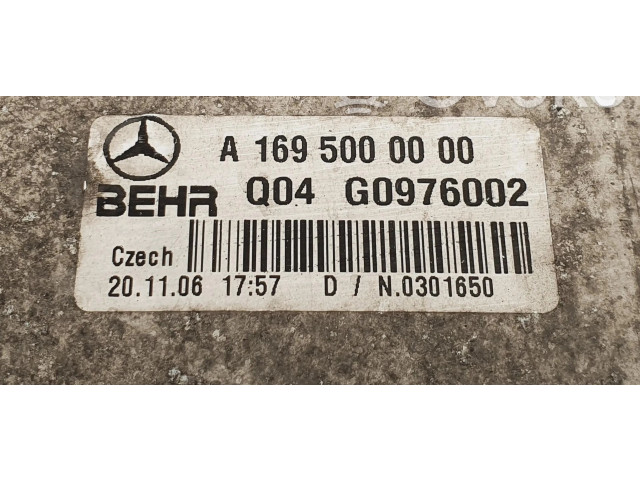 A 169 500 00 00
BEHR Q04 G0976002
Czech
20.11.06 17:57 D / N.0301650